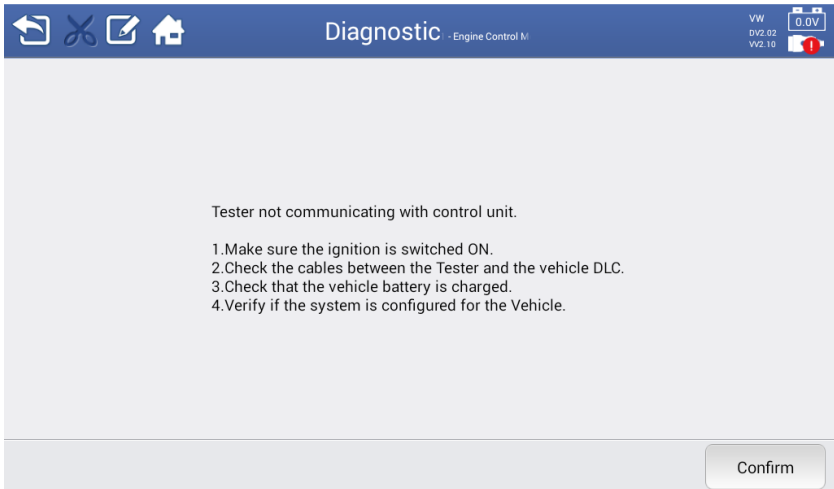 Diagnostic - Engine Control M
VW
DV2.02
VV2.10
0.0V
Tester not communicating with control unit.
1.Make sure the ignition is switched ON.
2.Check the cables between the Tester and the vehicle DLC.
3.Check that the vehicle battery is charged.
4.Verify if the system is configured for the Vehicle.
Confirm